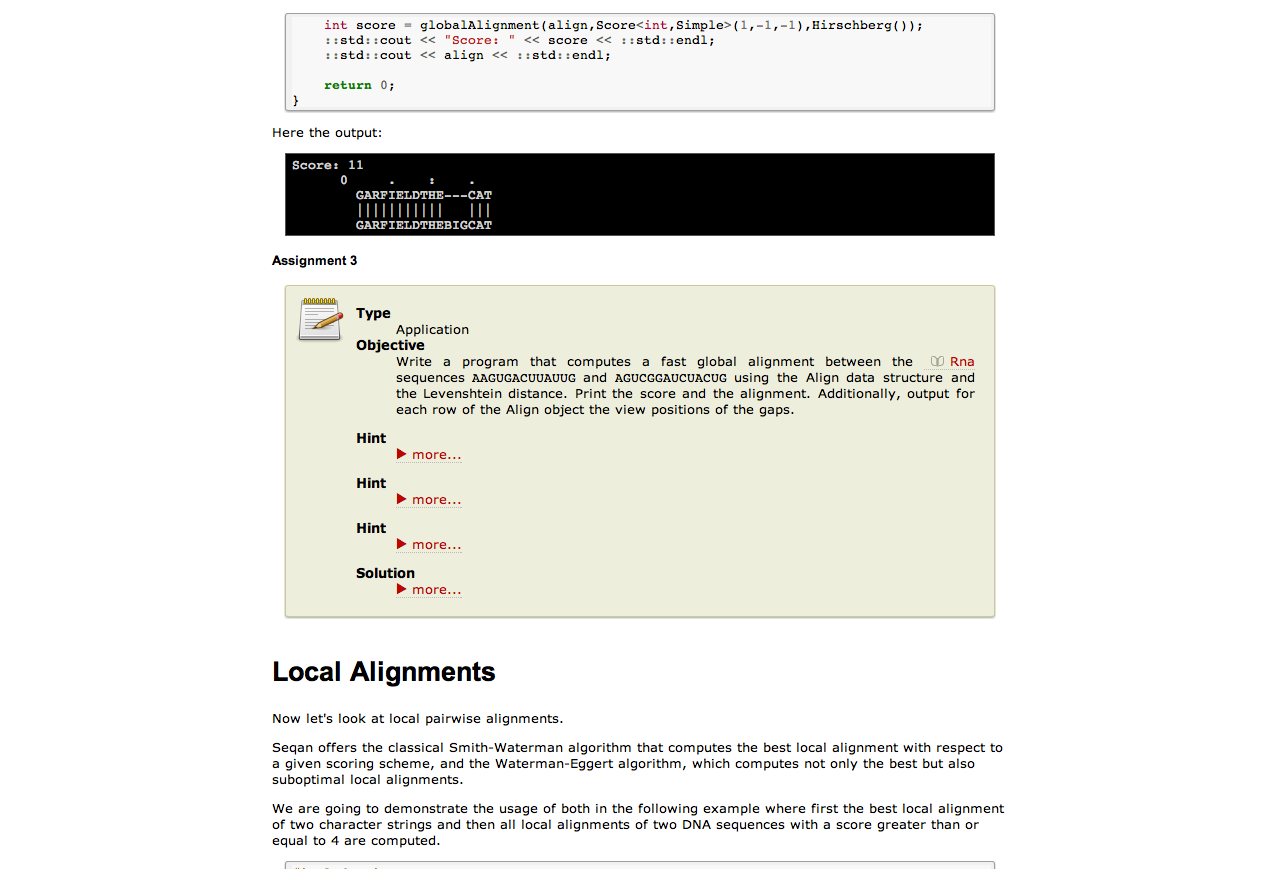 int score = globalAlignment(align,Score<int,Simple>(1,-1,-1),Hirschberg());
::std::cout << "Score: " << score << ::std::endl;
::std::cout << align << ::std::endl;
return 0;
}
Here the output:
Score: 11
0     .    :    .
GARFIELDTHE---CAT
|||||||||||   |||
GARFIELDTHEBIGCAT
Assignment 3
Type
Application
Objective
Write a program that computes a fast global alignment between the Rna
sequences AAGUGACUUAUUG and AGUCGGAUCUACUG using the Align data structure and
the Levenshtein distance. Print the score and the alignment. Additionally, output for
each row of the Align object the view positions of the gaps.
Hint
▶ more...
Hint
▶ more...
Hint
▶ more...
Solution
▶ more...
Local Alignments
Now let's look at local pairwise alignments.
Seqan offers the classical Smith-Waterman algorithm that computes the best local alignment with respect to
a given scoring scheme, and the Waterman-Eggert algorithm, which computes not only the best but also
suboptimal local alignments.
We are going to demonstrate the usage of both in the following example where first the best local alignment
of two character strings and then all local alignments of two DNA sequences with a score greater than or
equal to 4 are computed.